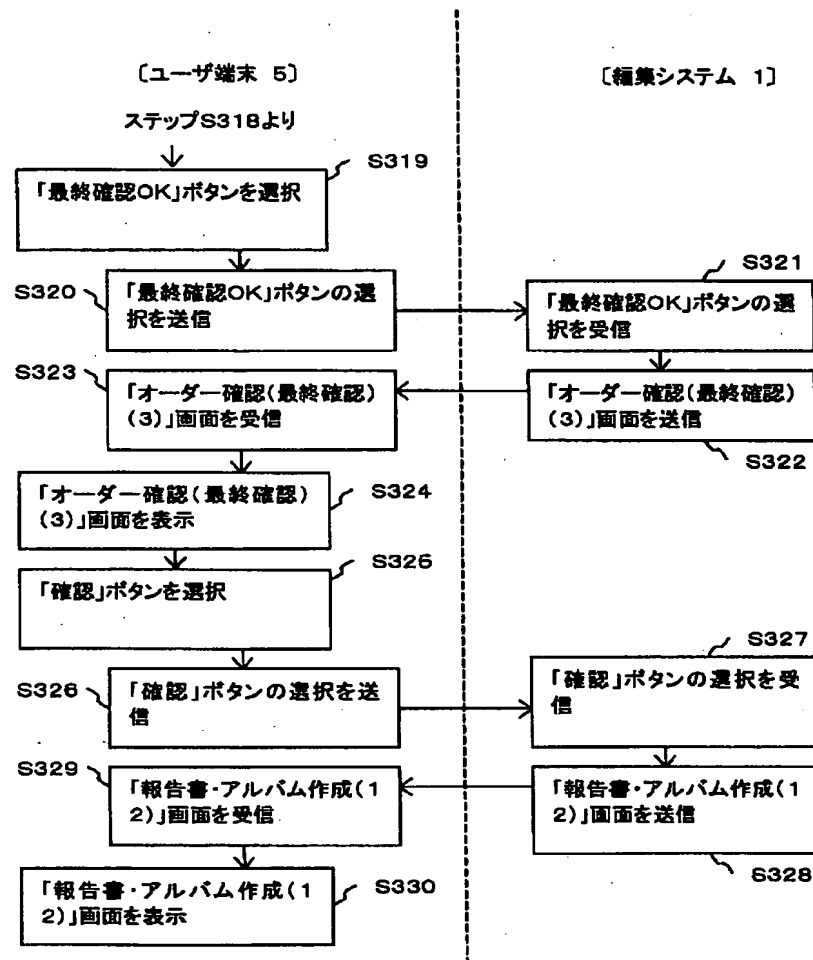 〔ユーザ端末 5〕
〔編集システム 1〕
ステップS318より
S319
「最終確認OK」ボタンを選択
S320
「最終確認OK」ボタンの選
択を送信
S321
「最終確認OK」ボタンの選
択を受信
S323
「オーダー確認(最終確認)
(3)」画面を受信
「オーダー確認(最終確認)
(3)」画面を送信
S322
S324
「オーダー確認(最終確認)
(3)」画面を表示
S325
「確認」ボタンを選択
S326
「確認」ボタンの選択を送
信
S327
「確認」ボタンの選択を受
信
S329
「報告書・アルバム作成(1
2)」画面を受信
「報告書・アルバム作成(1
2)」画面を送信
S328
S330
「報告書・アルバム作成(1
2)」画面を表示